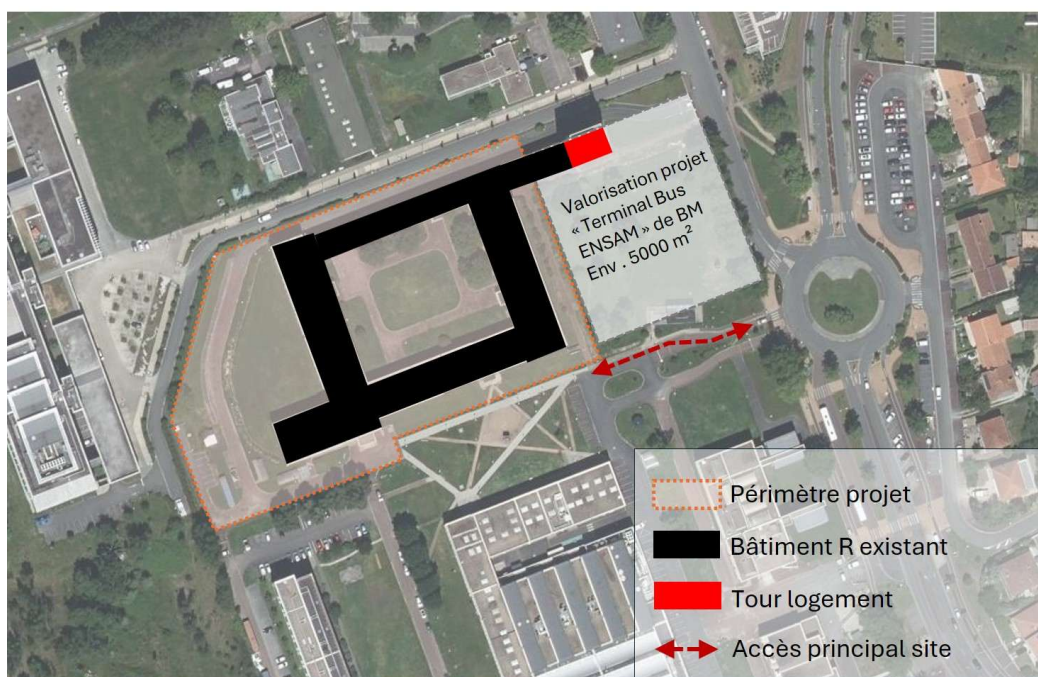 Valorisation projet
« Terminal Bus
ENSAM » de BM
Env . 5000 m²
Périmètre projet
Bâtiment R existant
Tour logement
Accès principal site